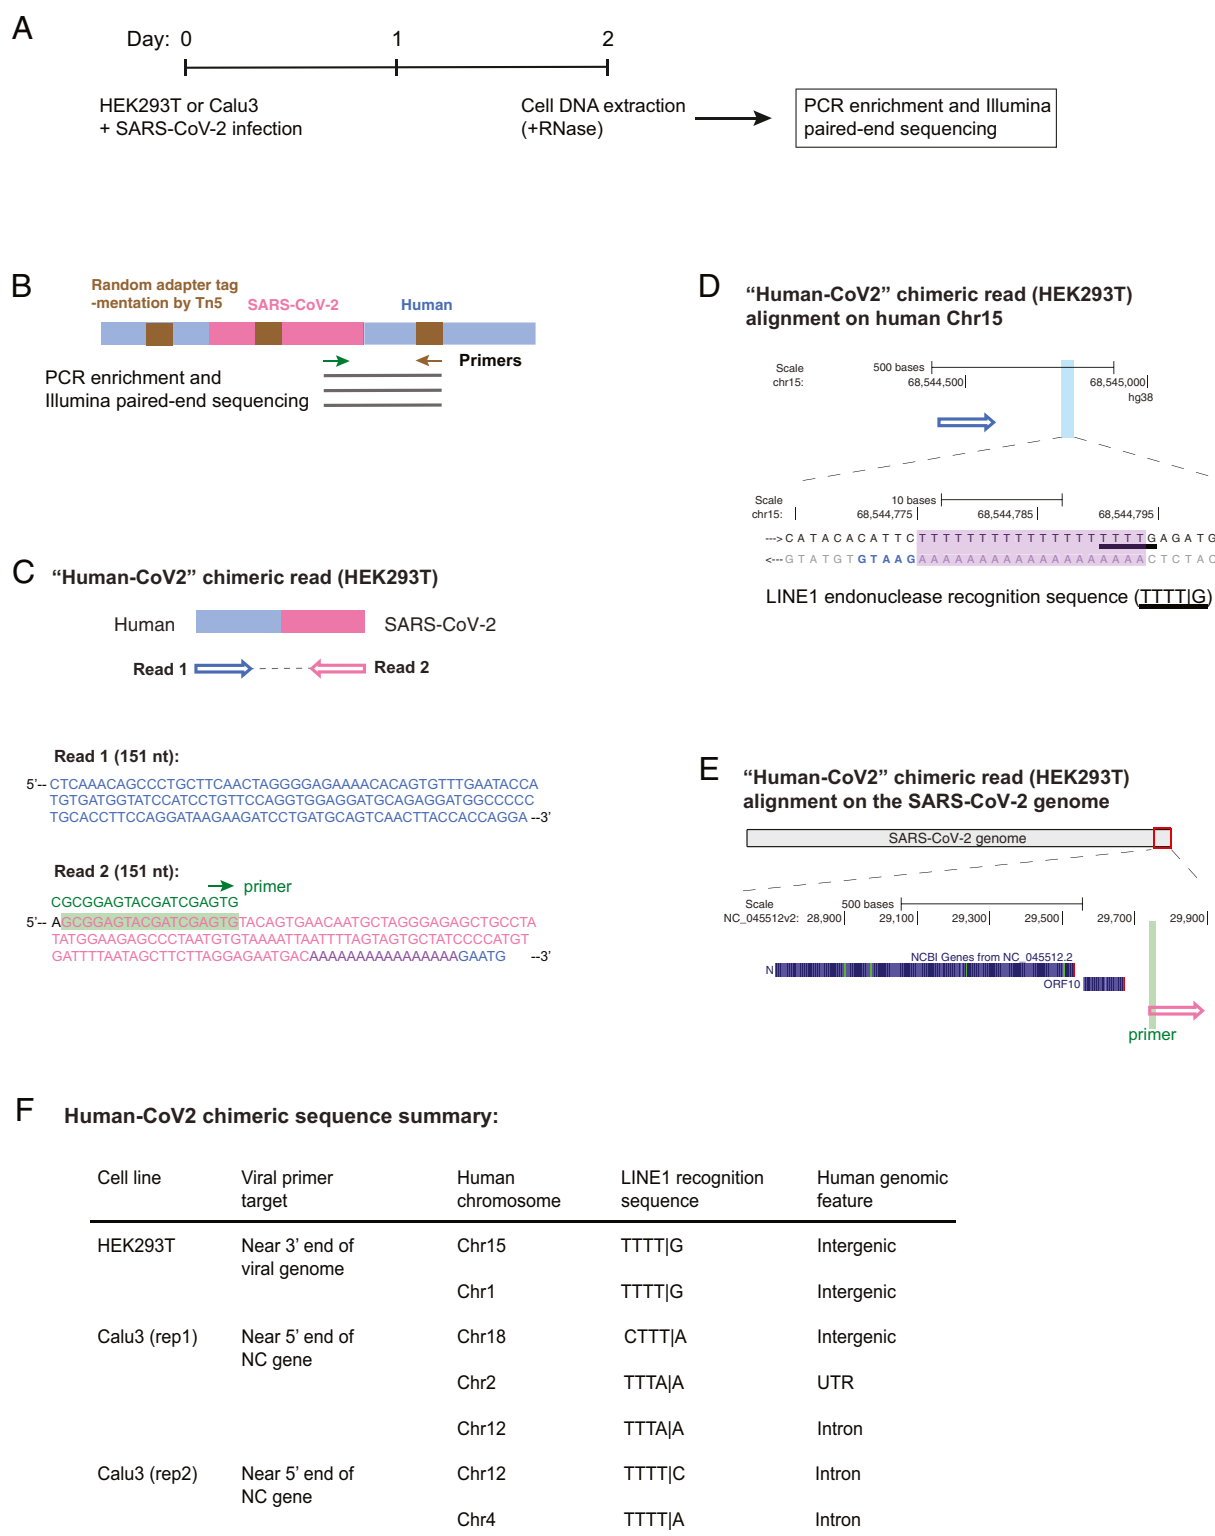 A
Day: 0 1 2
HEK293T or Calu3
+ SARS-CoV-2 infection
Cell DNA extraction
(+RNase)
PCR enrichment and Illumina
paired-end sequencing
B
Random adapter tag
-mentation by Tn5
SARS-CoV-2
Human
Primers
PCR enrichment and
Illumina paired-end sequencing
C
“Human-CoV2” chimeric read (HEK293T)
Human
SARS-CoV-2
Read 1
Read 2
Read 1 (151 nt):
5’-- CTCAAACAGCCCTGCTTCAACTAGGGGAGAAAACACAGTGTTTGAATACCA
TGTGATGGTATCCATCCTGTTCCAGGTGGAGGATGCAGAGGATGGCCCCC
TGCACCTTCCAGGATAAGAAGATCCTGATGCAGTCAACTTACCACCAGGA --3’
Read 2 (151 nt):
primer
CGCGGAGTACGATCGAGTG
5’-- AGCGGAGTACGATCGAGTGTACAGTGAACAATGCTAGGGAGAGCTGCCTA
TATGGAAGAGCCCTAATGTGTAAAATTAATTTTAGTAGTGCTATCCCCATGT
GATTTTAATAGCTTCTTAGGAGAATGACAAAAAAAAAAAAAAAAGAATG --3’
D
“Human-CoV2” chimeric read (HEK293T)
alignment on human Chr15
Scale
500 bases
chr15:
68,544,500
68,545,000
hg38
Scale
10 bases
chr15:
68,544,775
68,544,785
68,544,795
---> C A T A C A C A T T C T T T T T T T T T T T T T T T T T T T G A G A T G
<--- G T A T G T G T A A G A A A A A A A A A A A A A A A A A A A C T C T A C
LINE1 endonuclease recognition sequence (TTTT|G)
E
“Human-CoV2” chimeric read (HEK293T)
alignment on the SARS-CoV-2 genome
SARS-CoV-2 genome
Scale
500 bases
NC_045512v2:
28,900
29,100
29,300
29,500
29,700
29,900
NCBI Genes from NC_045512.2
N
ORF10
primer
F
Human-CoV2 chimeric sequence summary:
Cell line
Viral primer
target
Human
chromosome
LINE1 recognition
sequence
Human genomic
feature
HEK293T
Near 3’ end of
viral genome
Chr15
TTTT|G
Intergenic
Chr1
TTTT|G
Intergenic
Calu3 (rep1)
Near 5’ end of
NC gene
Chr18
CTTT|A
Intergenic
Chr2
TTTA|A
UTR
Chr12
TTTA|A
Intron
Calu3 (rep2)
Near 5’ end of
NC gene
Chr12
TTTT|C
Intron
Chr4
TTTT|A
Intron